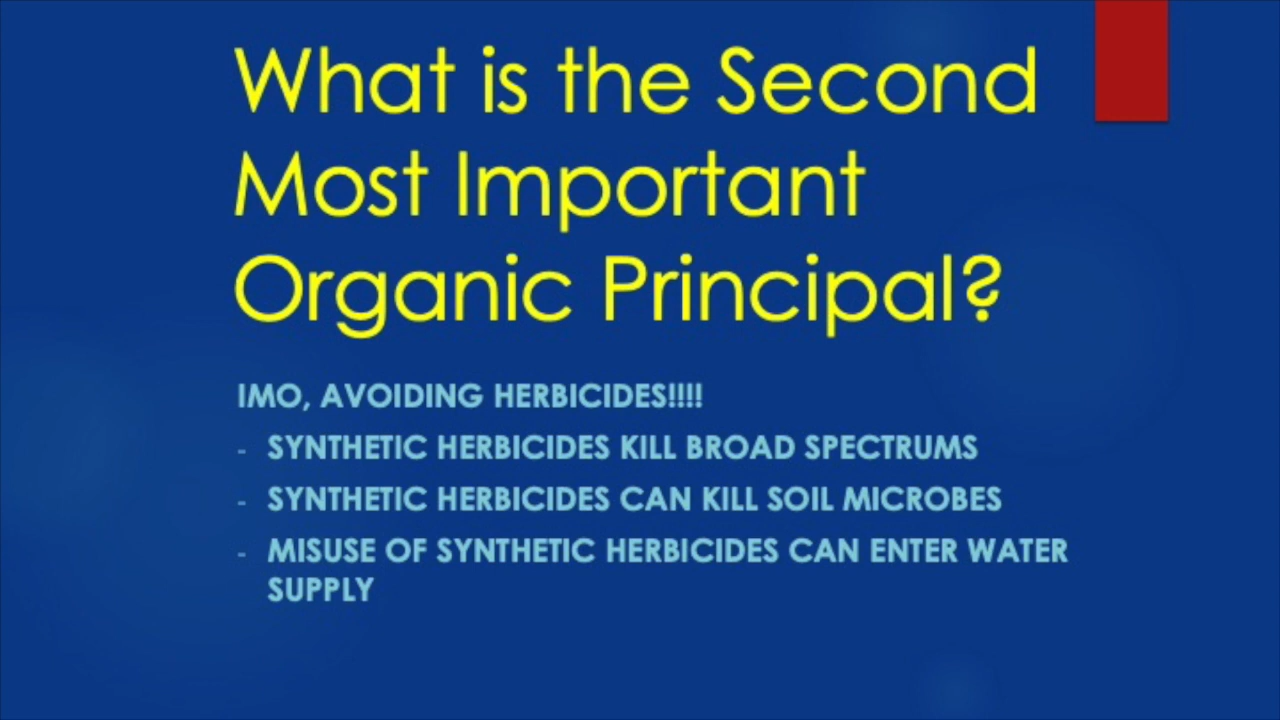 What is the Second
Most Important
Organic Principal?
IMO, AVOIDING HERBICIDES!!!!
- SYNTHETIC HERBICIDES KILL BROAD SPECTRUMS
- SYNTHETIC HERBICIDES CAN KILL SOIL MICROBES
- MISUSE OF SYNTHETIC HERBICIDES CAN ENTER WATER
SUPPLY